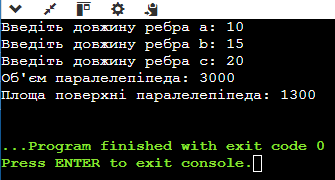 Введіть довжину ребра a: 10
Введіть довжину ребра b: 15
Введіть довжину ребра c: 20
Об'єм паралелепіпеда: 3000
Площа поверхні паралелепіпеда: 1300
...Program finished with exit code 0
Press ENTER to exit console.